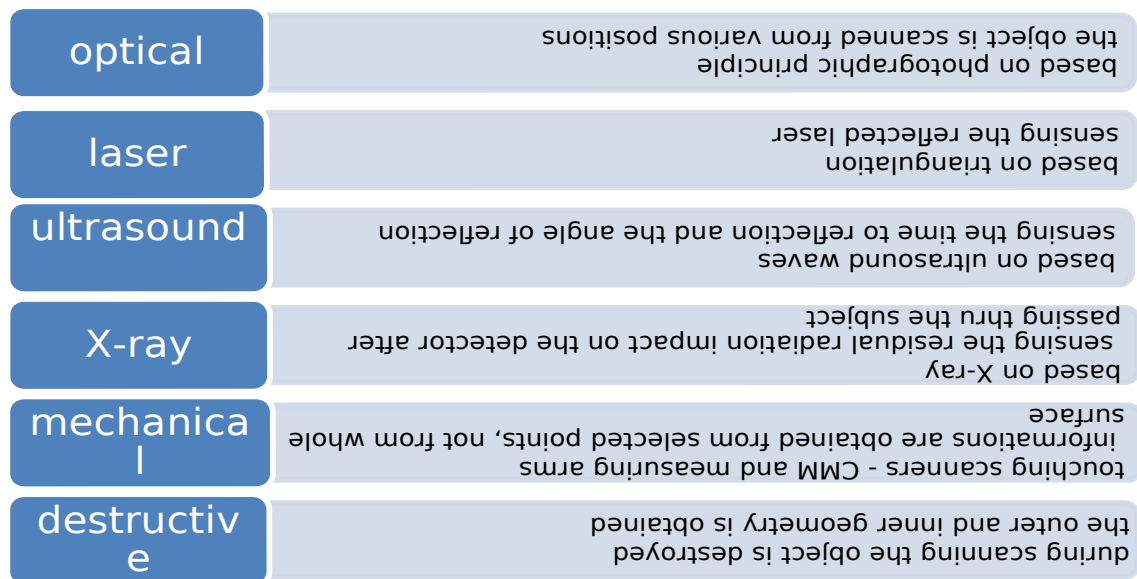 optical
based on photographic principle
the object is scanned from various positions
laser
based on triangulation
sensing the reflected laser
ultrasound
based on ultrasound waves
sensing the time to reflection and the angle of reflection
X-ray
based on X-ray
sensing the residual radiation impact on the detector after
passing thru the subject
mechanica
l
touching scanners - CMM and measuring arms
informations are obtained from selected points, not from whole
surface
destructiv
e
during scanning the object is destroyed
the outer and inner geometry is obtained